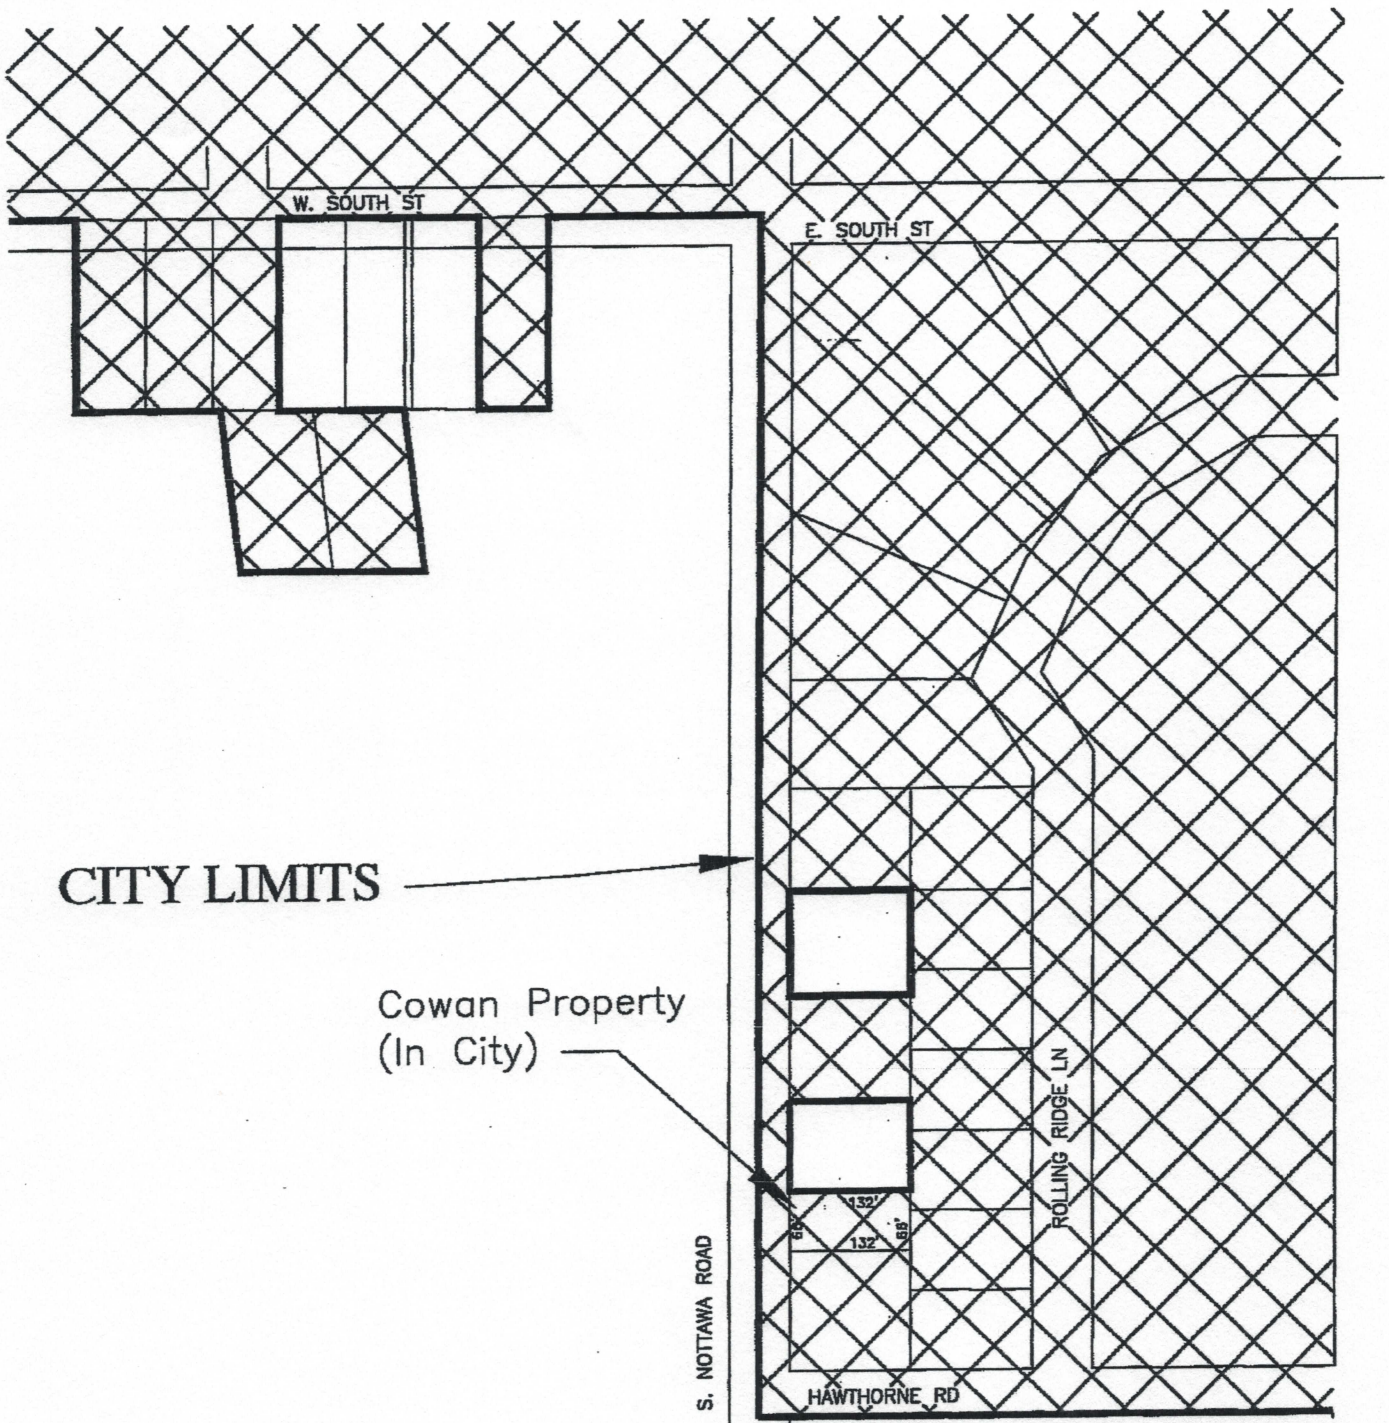 W. SOUTH ST
E. SOUTH ST
CITY LIMITS
Cowan Property
(In City)
ROLLING RIDGE LN
132'
66'
66'
132'
S. NOTTAWA ROAD
HAWTHORNE RD